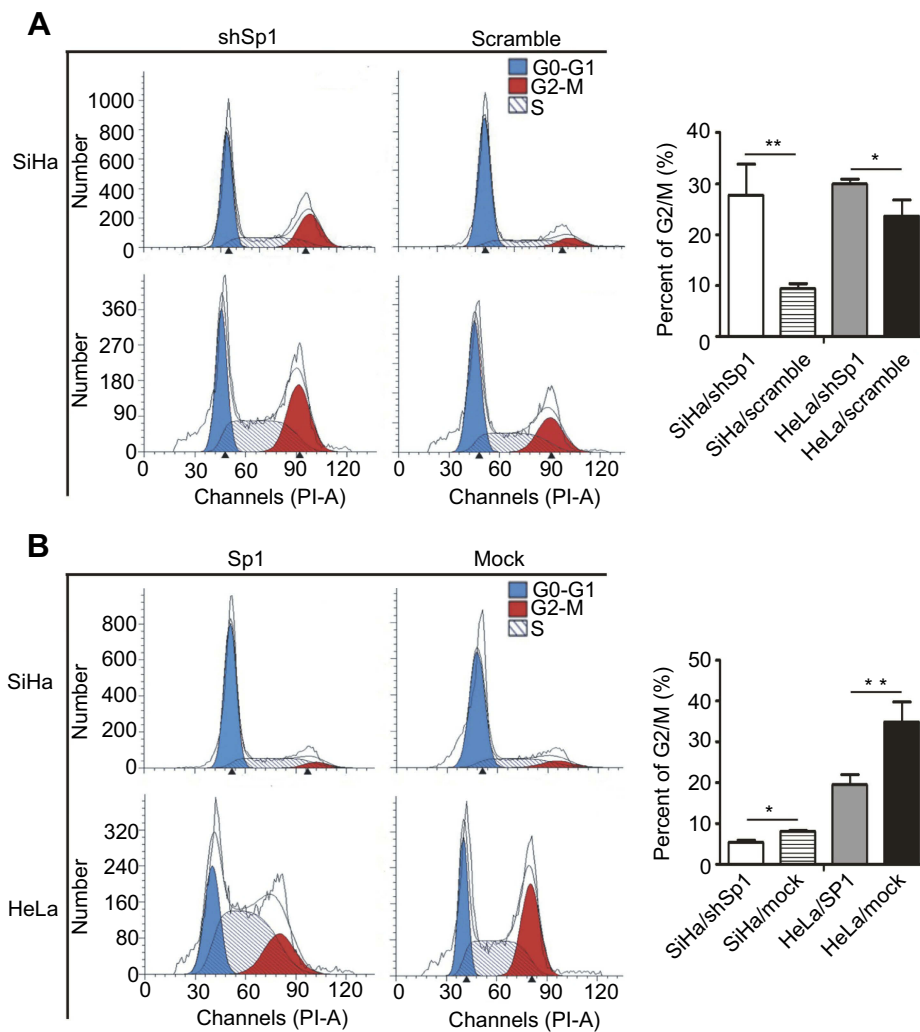 A
shSp1
Scramble
G0-G1
G2-M
S
SiHa
Number
1000
800
600
400
200
0
Number
360
270
180
90
0
0 30 60 90 120
0 30 60 90 120
Channels (PI-A)
Channels (PI-A)
Percent of G2/M (%)
40
30
20
10
0
**
*
SiHa/shSp1
SiHa/scramble
HeLa/shSp1
HeLa/scramble
B
Sp1
Mock
G0-G1
G2-M
S
SiHa
Number
800
600
400
200
0
HeLa
Number
320
240
160
80
0
0 30 60 90 120
0 30 60 90 120
Channels (PI-A)
Channels (PI-A)
Percent of G2/M (%)
50
40
30
20
10
0
*
* *
SiHa/shSp1
SiHa/mock
HeLa/SP1
HeLa/mock